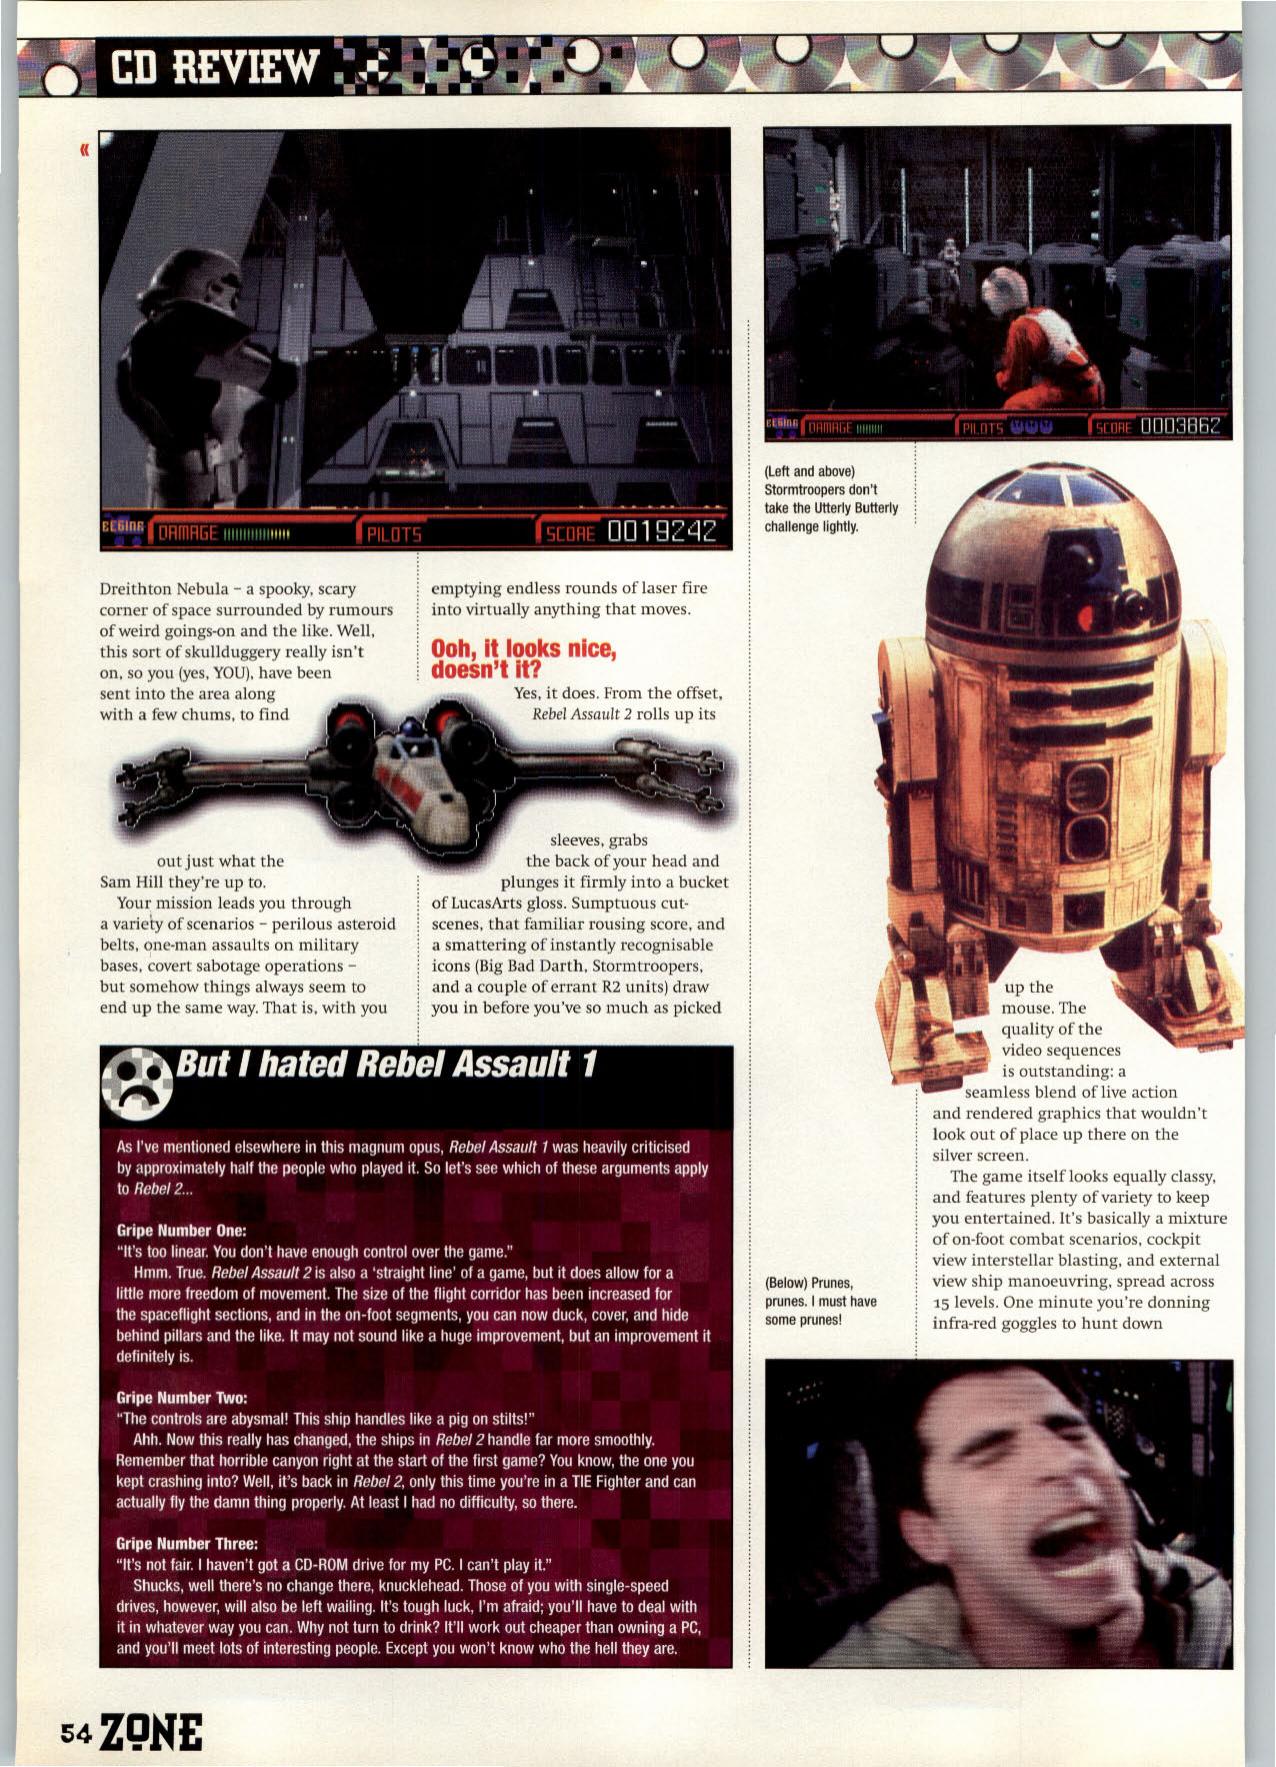 CD REVIEW
«
BEGINR DAMAGE PILOTS SCORE 0019242
DAMAGE PILOTS SCORE 0003862
(Left and above)
Stormtroopers don't
take the Utterly Butterly
challenge lightly.
Dreithton Nebula – a spooky, scary
corner of space surrounded by rumours
of weird goings-on and the like. Well,
this sort of skullduggery really isn't
on, so you (yes, YOU), have been
sent into the area along
with a few chums, to find
out just what the
Sam Hill they're up to.
Your mission leads you through
a variety of scenarios – perilous asteroid
belts, one-man assaults on military
bases, covert sabotage operations –
but somehow things always seem to
end up the same way. That is, with you
emptying endless rounds of laser fire
into virtually anything that moves.
Ooh, it looks nice,
doesn't it?
Yes, it does. From the offset,
Rebel Assault 2 rolls up its
sleeves, grabs
the back of your head and
plunges it firmly into a bucket
of LucasArts gloss. Sumptuous cut-
scenes, that familiar rousing score, and
a smattering of instantly recognisable
icons (Big Bad Darth, Stormtroopers,
and a couple of errant R2 units) draw
you in before you've so much as picked
up the
mouse. The
quality of the
video sequences
is outstanding: a
seamless blend of live action
and rendered graphics that wouldn't
look out of place up there on the
silver screen.
The game itself looks equally classy,
and features plenty of variety to keep
you entertained. It's basically a mixture
of on-foot combat scenarios, cockpit
view interstellar blasting, and external
view ship manoeuvring, spread across
15 levels. One minute you're donning
infra-red goggles to hunt down
But I hated Rebel Assault 1
As I've mentioned elsewhere in this magnum opus, Rebel Assault 1 was heavily criticised
by approximately half the people who played it. So let's see which of these arguments apply
to Rebel 2...
Gripe Number One:
“It's too linear. You don't have enough control over the game.”
Hmm. True. Rebel Assault 2 is also a ‘straight line’ of a game, but it does allow for a
little more freedom of movement. The size of the flight corridor has been increased for
the spaceflight sections, and in the on-foot segments, you can now duck, cover, and hide
behind pillars and the like. It may not sound like a huge improvement, but an improvement it
definitely is.
Gripe Number Two:
“The controls are abysmal! This ship handles like a pig on stilts!”
Ahh. Now this really has changed, the ships in Rebel 2 handle far more smoothly.
Remember that horrible canyon right at the start of the first game? You know, the one you
kept crashing into? Well, it's back in Rebel 2, only this time you're in a TIE Fighter and can
actually fly the damn thing properly. At least I had no difficulty, so there.
Gripe Number Three:
“It's not fair. I haven't got a CD-ROM drive for my PC. I can't play it.”
Shucks, well there's no change there, knucklehead. Those of you with single-speed
drives, however, will also be left wailing. It's tough luck, I'm afraid; you'll have to deal with
it in whatever way you can. Why not turn to drink? It'll work out cheaper than owning a PC,
and you'll meet lots of interesting people. Except you won't know who the hell they are.
(Below) Prunes,
prunes. I must have
some prunes!
54 ZONE